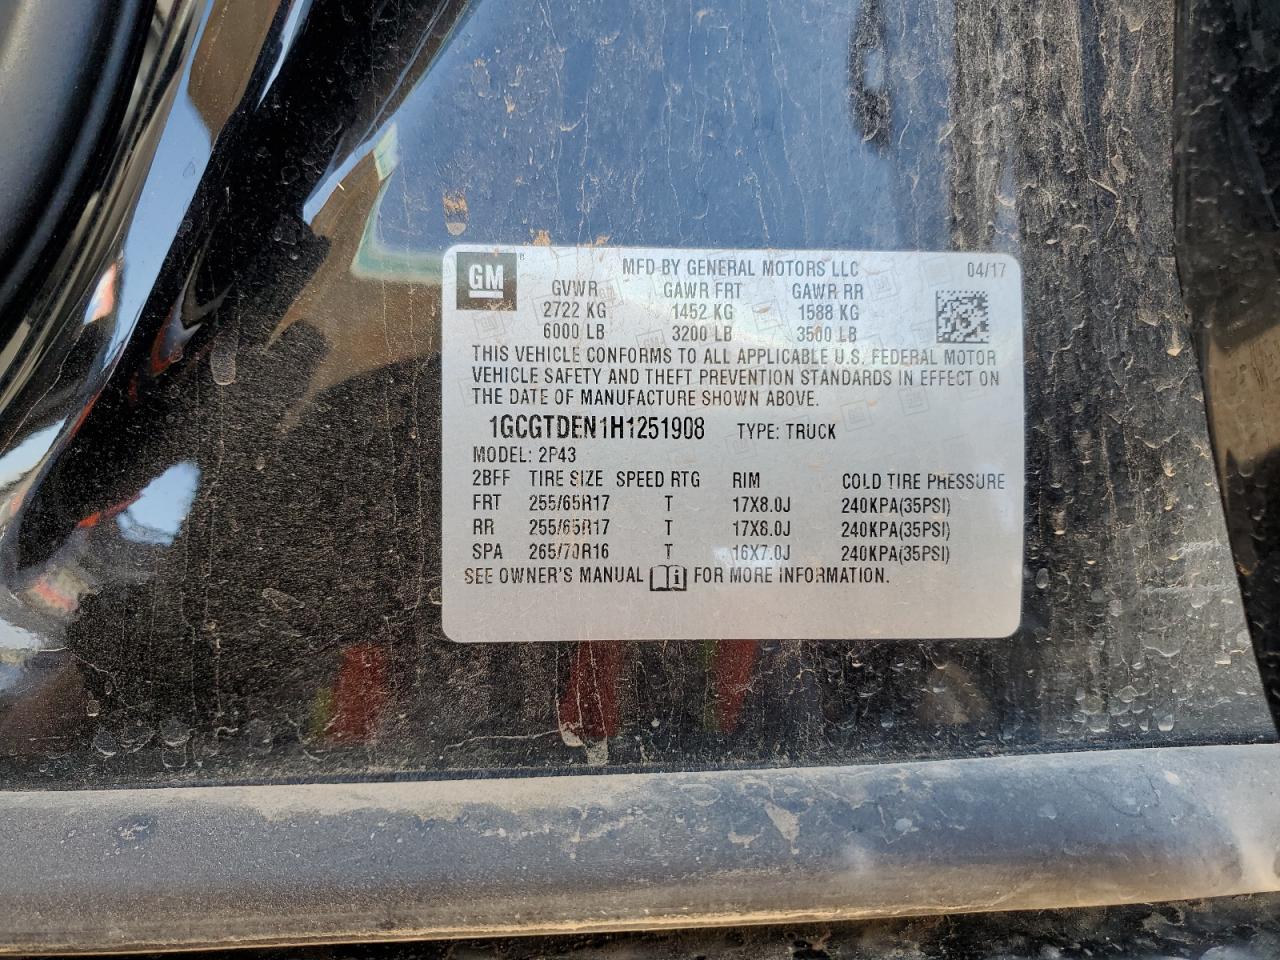 GM ® MFD BY GENERAL MOTORS LLC 04/17
GVWR GAWR FRT GAWR RR
2722 KG 1452 KG 1588 KG
6000 LB 3200 LB 3500 LB
THIS VEHICLE CONFORMS TO ALL APPLICABLE U.S. FEDERAL MOTOR
VEHICLE SAFETY AND THEFT PREVENTION STANDARDS IN EFFECT ON
THE DATE OF MANUFACTURE SHOWN ABOVE.
1GCGTDEN1H1251908 TYPE: TRUCK
MODEL: 2P43
2BFF TIRE SIZE SPEED RTG RIM COLD TIRE PRESSURE
FRT 255/65R17 T 17X8.0J 240KPA(35PSI)
RR 255/65R17 T 17X8.0J 240KPA(35PSI)
SPA 265/70R16 T 16X7.0J 240KPA(35PSI)
SEE OWNER'S MANUAL FOR MORE INFORMATION.